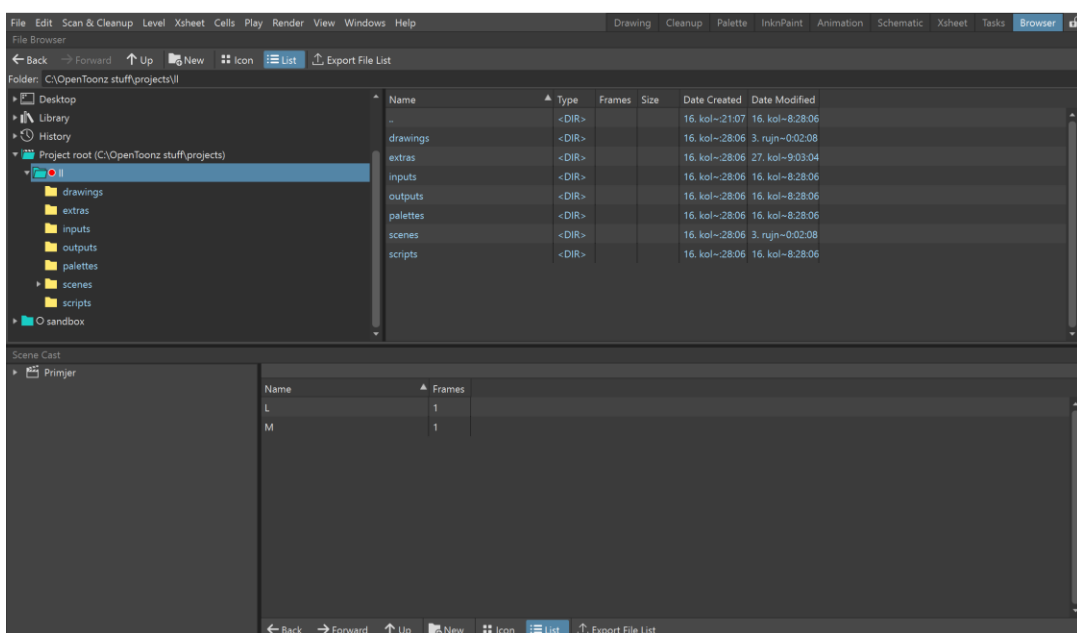 File Edit Scan & Cleanup Level Xsheet Cells Play Render View Windows Help Drawing Cleanup Palette InknPaint Animation Schematic Xsheet Tasks Browser
File Browser
Back Forward Up New Icon List Export File List
Folder: C:\OpenToonz stuff\projects\ll
Desktop
Library
History
Project root (C:\OpenToonz stuff\projects)
ll
drawings
extras
inputs
outputs
palettes
scenes
scripts
O sandbox
Name Type Frames Size Date Created Date Modified
.. <DIR> 16. kol~:21:07 16. kol~8:28:06
drawings <DIR> 16. kol~:28:06 3. rujn~0:02:08
extras <DIR> 16. kol~:28:06 27. kol~9:03:04
inputs <DIR> 16. kol~:28:06 16. kol~8:28:06
outputs <DIR> 16. kol~:28:06 16. kol~8:28:06
palettes <DIR> 16. kol~:28:06 16. kol~8:28:06
scenes <DIR> 16. kol~:28:06 3. rujn~0:02:08
scripts <DIR> 16. kol~:28:06 16. kol~8:28:06
Scene Cast
Primjer
Name Frames
L 1
M 1
Back Forward Up New Icon List Export File List